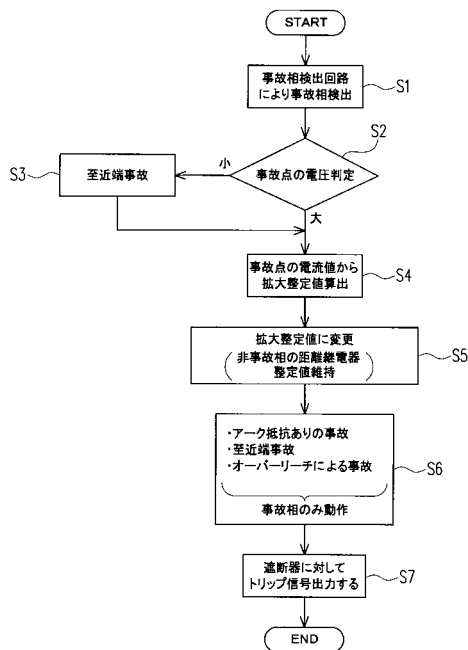 START
事故相検出回路
により事故相検出
S1
S2
事故点の電圧判定
小
大
S3
至近端事故
事故点の電流値から
拡大整定値算出
S4
拡大整定値に変更
(非事故相の距離継電器
整定値維持)
S5
・アーク抵抗ありの事故
・至近端事故
・オーバーリーチによる事故
事故相のみ動作
S6
遮断器に対して
トリップ信号出力する
S7
END